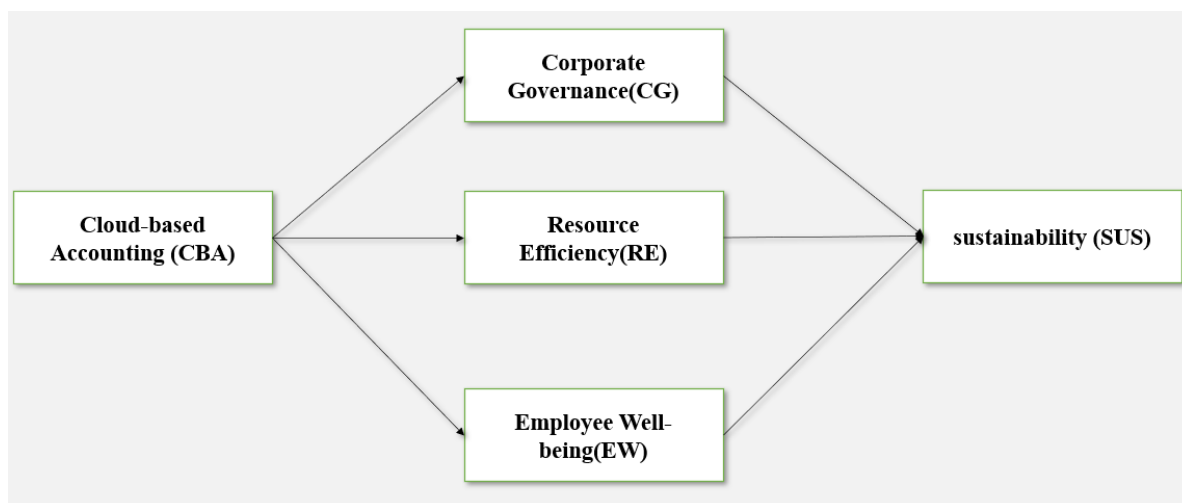 Corporate
Governance(CG)
Cloud-based
Accounting (CBA)
Resource
Efficiency(RE)
sustainability (SUS)
Employee Well-
being(EW)